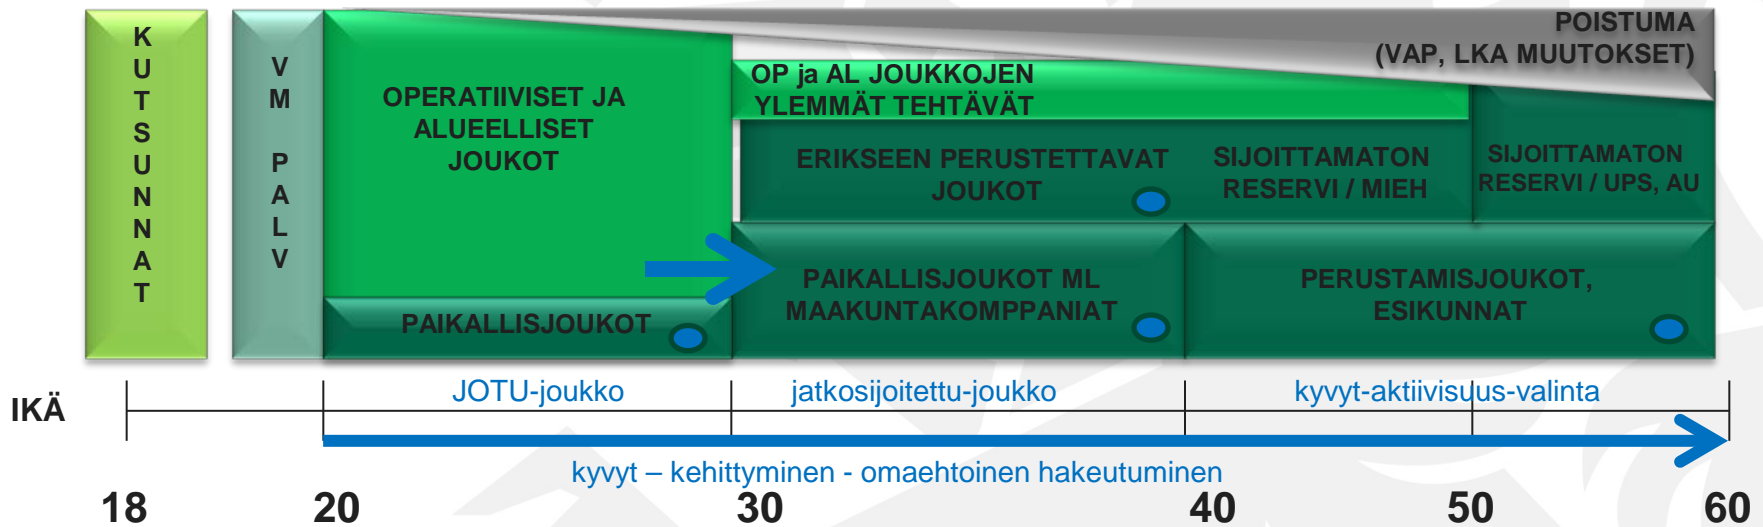 KUTSUNNAT
VM PALV
OPERATIIVISET JA
ALUEELLISET
JOUKOT
PAIKALLISJOUKOT
POISTUMA
(VAP, LKA MUUTOKSET)
OP ja AL JOUKKOJEN
YLEMMÄT TEHTÄVÄT
ERIKSEEN PERUSTETTAVAT
JOUKOT
SIJOITTAMATON
RESERVI / MIEH
SIJOITTAMATON
RESERVI / UPS, AU
PAIKALLISJOUKOT ML
MAAKUNTAKOMPPANIAT
PERUSTAMISJOUKOT,
ESIKUNNAT
IKÄ
JOTU-joukko
jatkosijoitettu-joukko
kyvyt-aktiivisuus-valinta
kyvyt – kehittyminen - omaehtoinen hakeutuminen
18
20
30
40
50
60